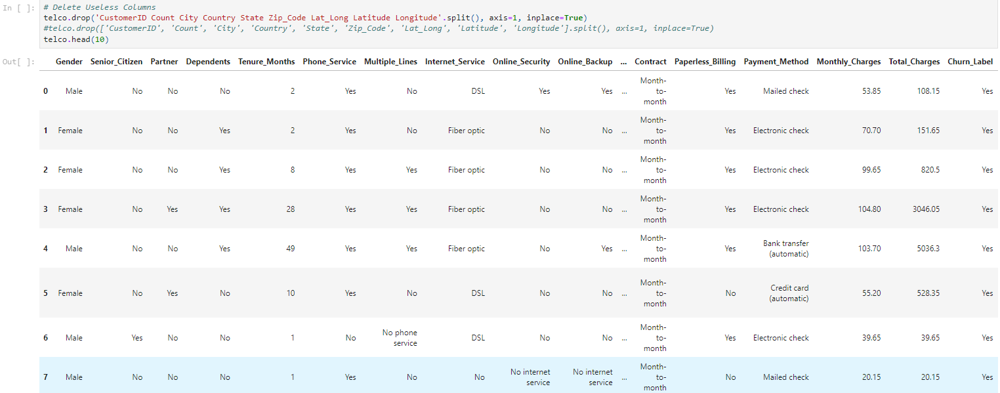 In [ ]: # Delete Useless Columns
telco.drop('CustomerID Count City Country State Zip_Code Lat_Long Latitude Longitude'.split(), axis=1, inplace=True)
#telco.drop(['CustomerID', 'Count', 'City', 'Country', 'State', 'Zip_Code', 'Lat_Long', 'Latitude', 'Longitude'].split(), axis=1, inplace=True)
telco.head(10)
Out[ ]: Gender Senior_Citizen Partner Dependents Tenure_Months Phone_Service Multiple_Lines Internet_Service Online_Security Online_Backup ... Contract Paperless_Billing Payment_Method Monthly_Charges Total_Charges Churn_Label
0 Male No No No 2 Yes No DSL Yes Yes ... Month-to-month Yes Mailed check 53.85 108.15 Yes
1 Female No No Yes 2 Yes No Fiber optic No No ... Month-to-month Yes Electronic check 70.70 151.65 Yes
2 Female No No Yes 8 Yes Yes Fiber optic No No ... Month-to-month Yes Electronic check 99.65 820.5 Yes
3 Female No Yes Yes 28 Yes Yes Fiber optic No No ... Month-to-month Yes Electronic check 104.80 3046.05 Yes
4 Male No No Yes 49 Yes Yes Fiber optic No Yes ... Month-to-month Yes Bank transfer (automatic) 103.70 5036.3 Yes
5 Female No Yes No 10 Yes No DSL No No ... Month-to-month No Credit card (automatic) 55.20 528.35 Yes
6 Male Yes No No 1 No No phone service DSL No No ... Month-to-month Yes Electronic check 39.65 39.65 Yes
7 Male No No No 1 Yes No No No internet service No internet service ... Month-to-month No Mailed check 20.15 20.15 Yes